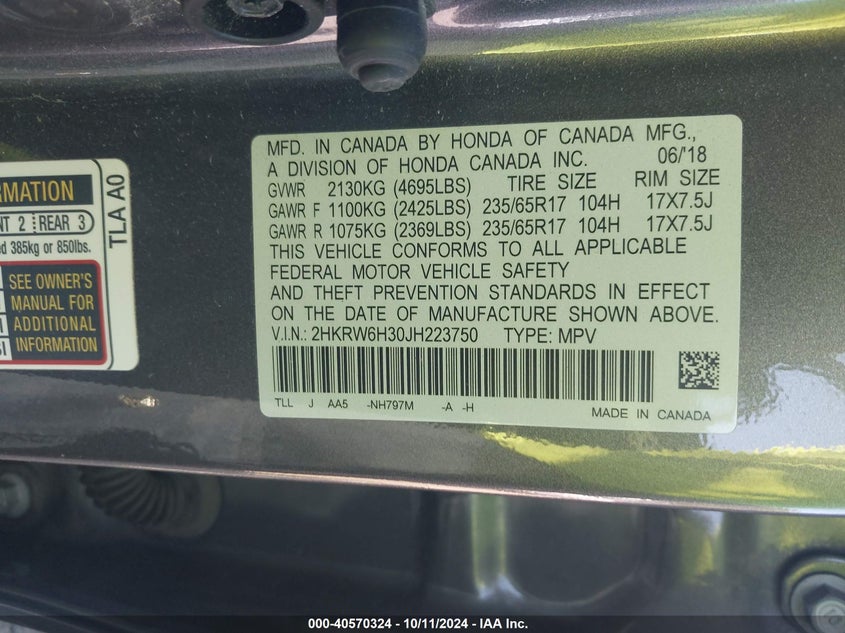 RMATION
NT 2 REAR 3
ed 385kg or 850lbs.
SEE OWNER'S
MANUAL FOR
ADDITIONAL
INFORMATION
TLA A0
MFD. IN CANADA BY HONDA OF CANADA MFG.,
A DIVISION OF HONDA CANADA INC. 06/'18
GVWR 2130KG (4695LBS) TIRE SIZE RIM SIZE
GAWR F 1100KG (2425LBS) 235/65R17 104H 17X7.5J
GAWR R 1075KG (2369LBS) 235/65R17 104H 17X7.5J
THIS VEHICLE CONFORMS TO ALL APPLICABLE
FEDERAL MOTOR VEHICLE SAFETY
AND THEFT PREVENTION STANDARDS IN EFFECT
ON THE DATE OF MANUFACTURE SHOWN ABOVE.
V.I.N.: 2HKRW6H30JH223750 TYPE: MPV
TLL J AA5 -NH797M -A -H
MADE IN CANADA
000-40570324 - 10/11/2024 - IAA Inc.